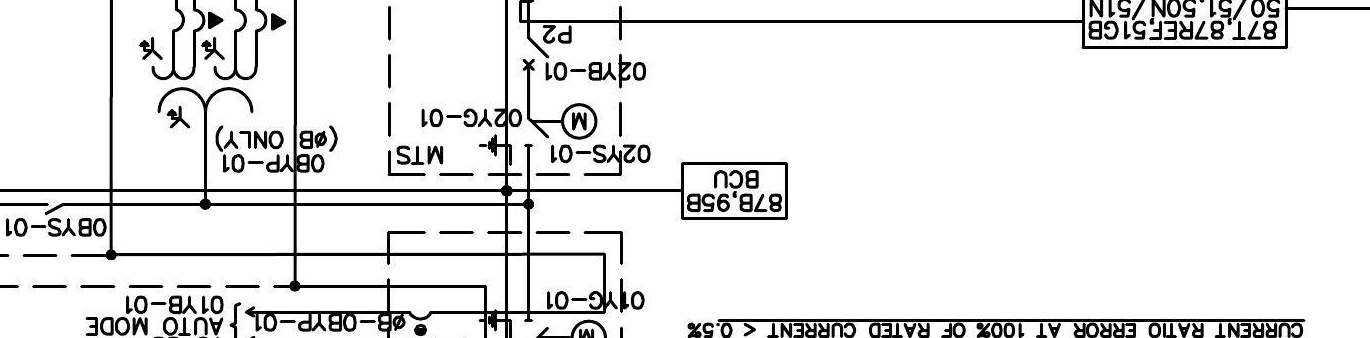 CURRENT RATIO ERROR AT 100% OF RATED CURRENT < 0.5%
M
AUTO MODE
ØB-0BYP-01
01YB-01
01YG-01
0BYS-01
87B,95B
BCU
02YS-01
MTS
0BYP-01
(ØB ONLY)
M
02YG-01
02YB-01
P2
87T,87REF,51GB
50/51,50N/51N